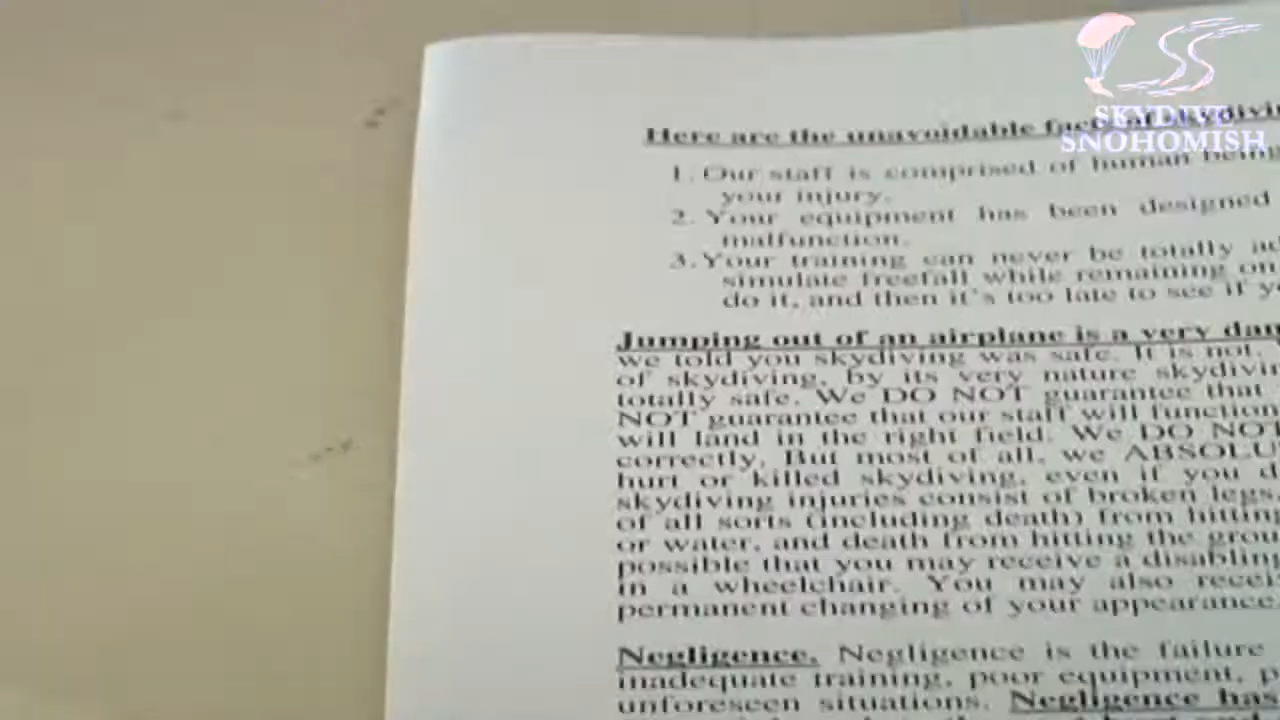 SKYDIVE
SNOHOMISH
Here are the unavoidable facts of skydivin
1. Our staff is comprised of human being
your injury.
2. Your equipment has been designed
malfunction.
3. Your training can never be totally ad
simulate freefall while remaining on
do it, and then it's too late to see if y
Jumping out of an airplane is a very dan
we told you skydiving was safe. It is not.
of skydiving, by its very nature skydivin
totally safe. We DO NOT guarantee that
NOT guarantee that our staff will function
will land in the right field. We DO NOT
correctly. But most of all, we ABSOLU
hurt or killed skydiving, even if you d
skydiving injuries consist of broken legs,
of all sorts (including death) from hitting
or water, and death from hitting the grou
possible that you may receive a disabling
in a wheelchair. You may also recei
permanent changing of your appearance.
Negligence. Negligence is the failure
inadequate training, poor equipment, p
unforeseen situations. Negligence has